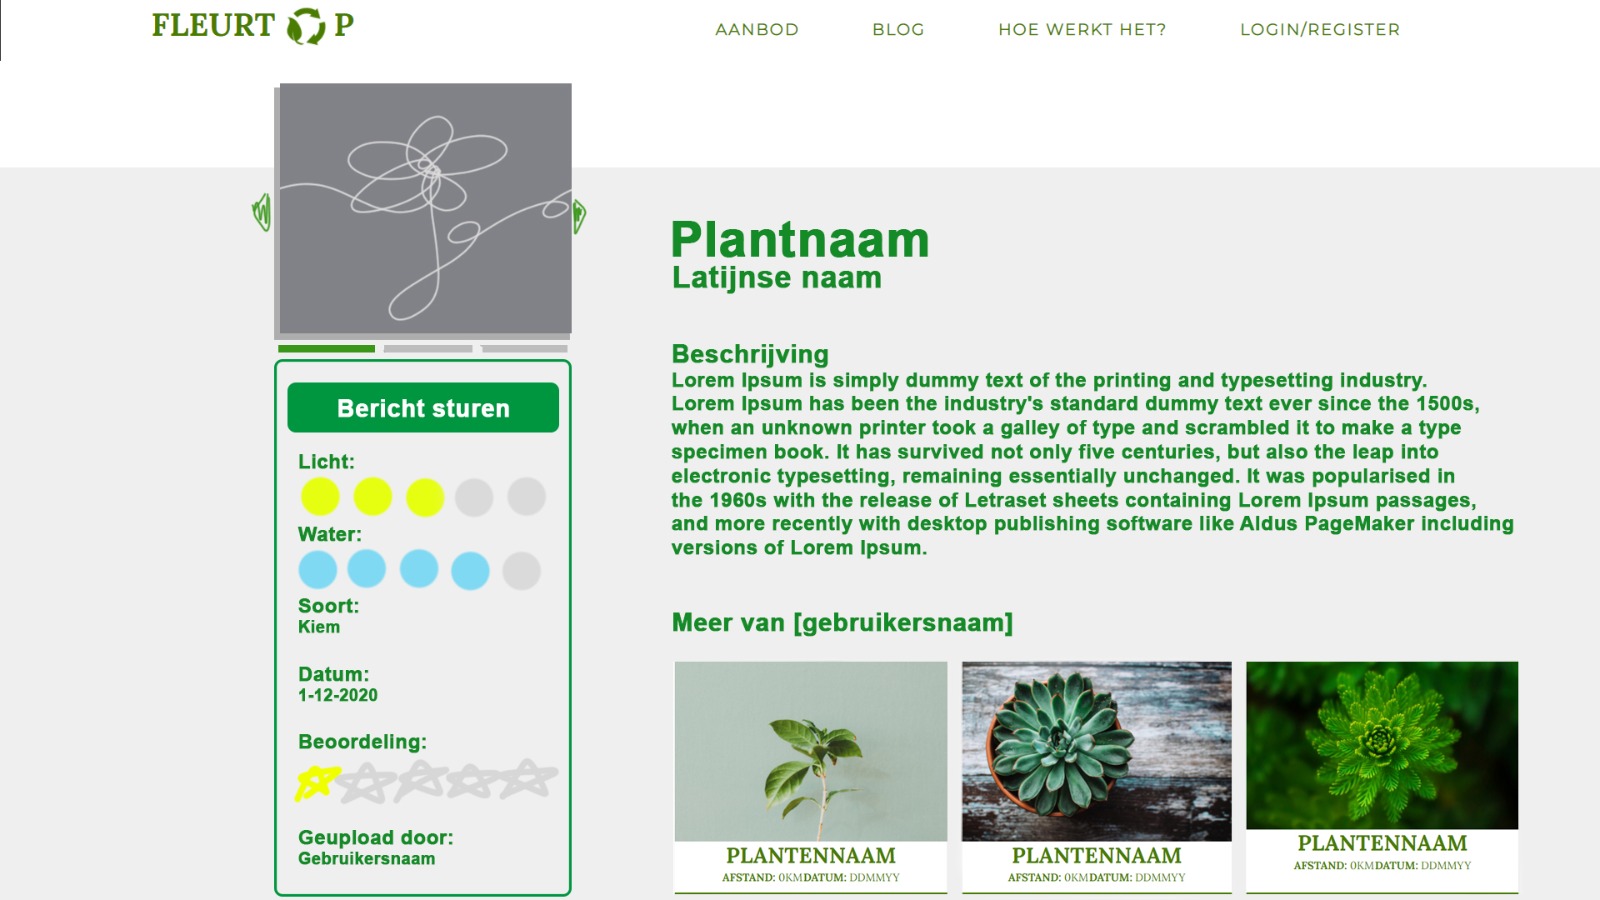 FLEURT P
AANBOD
BLOG
HOE WERKT HET?
LOGIN/REGISTER
Plantnaam
Latijnse naam
Beschrijving
Lorem Ipsum is simply dummy text of the printing and typesetting industry.
Lorem Ipsum has been the industry's standard dummy text ever since the 1500s,
when an unknown printer took a galley of type and scrambled it to make a type
specimen book. It has survived not only five centuries, but also the leap into
electronic typesetting, remaining essentially unchanged. It was popularised in
the 1960s with the release of Letraset sheets containing Lorem Ipsum passages,
and more recently with desktop publishing software like Aldus PageMaker including
versions of Lorem Ipsum.
Bericht sturen
Licht:
Water:
Soort:
Kiem
Datum:
1-12-2020
Beoordeling:
Geupload door:
Gebruikersnaam
Meer van [gebruikersnaam]
PLANTENNAAM
AFSTAND: 0KMDATUM: DDMMYY
PLANTENNAAM
AFSTAND: 0KMDATUM: DDMMYY
PLANTENNAAM
AFSTAND: 0KMDATUM: DDMMYY